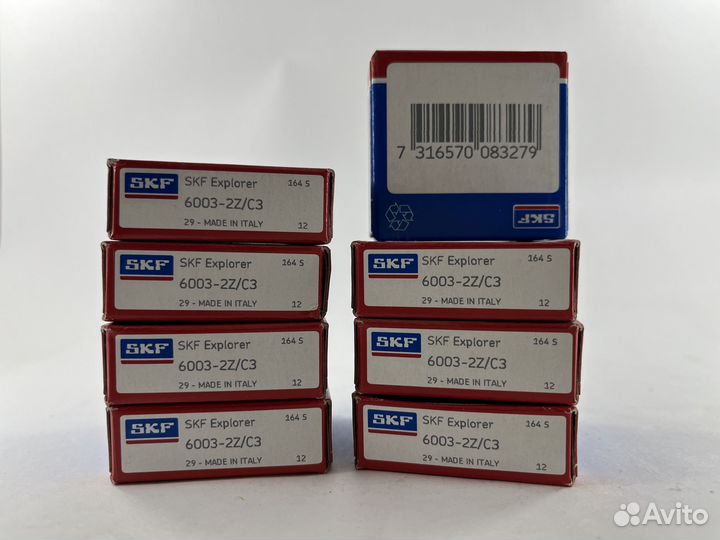 SKF
SKF Explorer 164 S
6003-2Z/C3
29 - MADE IN ITALY 12
SKF
SKF Explorer 164 S
6003-2Z/C3
29 - MADE IN ITALY 12
SKF
SKF Explorer 164 S
6003-2Z/C3
29 - MADE IN ITALY 12
SKF
SKF Explorer 164 S
6003-2Z/C3
29 - MADE IN ITALY 12
7 316570 083279
SKF
SKF
SKF Explorer 164 S
6003-2Z/C3
29 - MADE IN ITALY 12
SKF
SKF Explorer 164 S
6003-2Z/C3
29 - MADE IN ITALY 12
SKF
SKF Explorer 164 S
6003-2Z/C3
29 - MADE IN ITALY 12
Avito